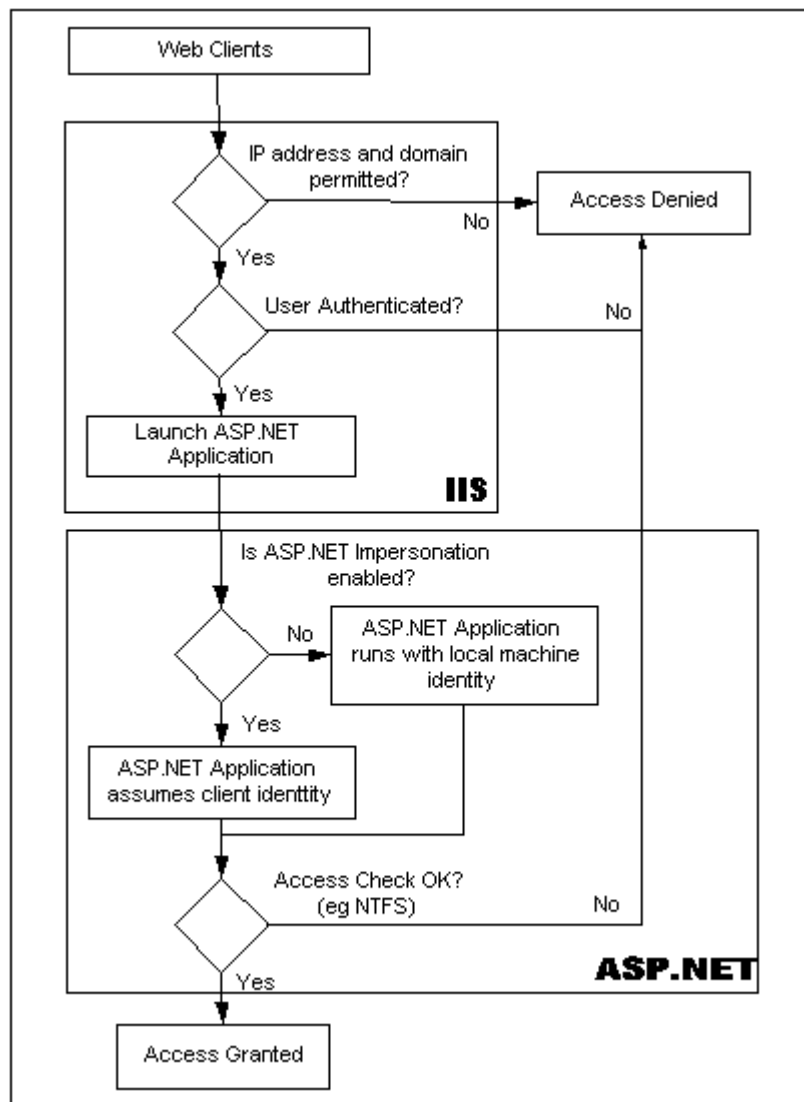 Web Clients
IP address and domain
permitted?
Access Denied
No
Yes
User Authenticated?
No
Yes
Launch ASP.NET
Application
IIS
Is ASP.NET Impersonation
enabled?
No
ASP.NET Application
runs with local machine
identity
Yes
ASP.NET Application
assumes client identtity
Access Check OK?
(eg NTFS)
No
ASP.NET
Yes
Access Granted